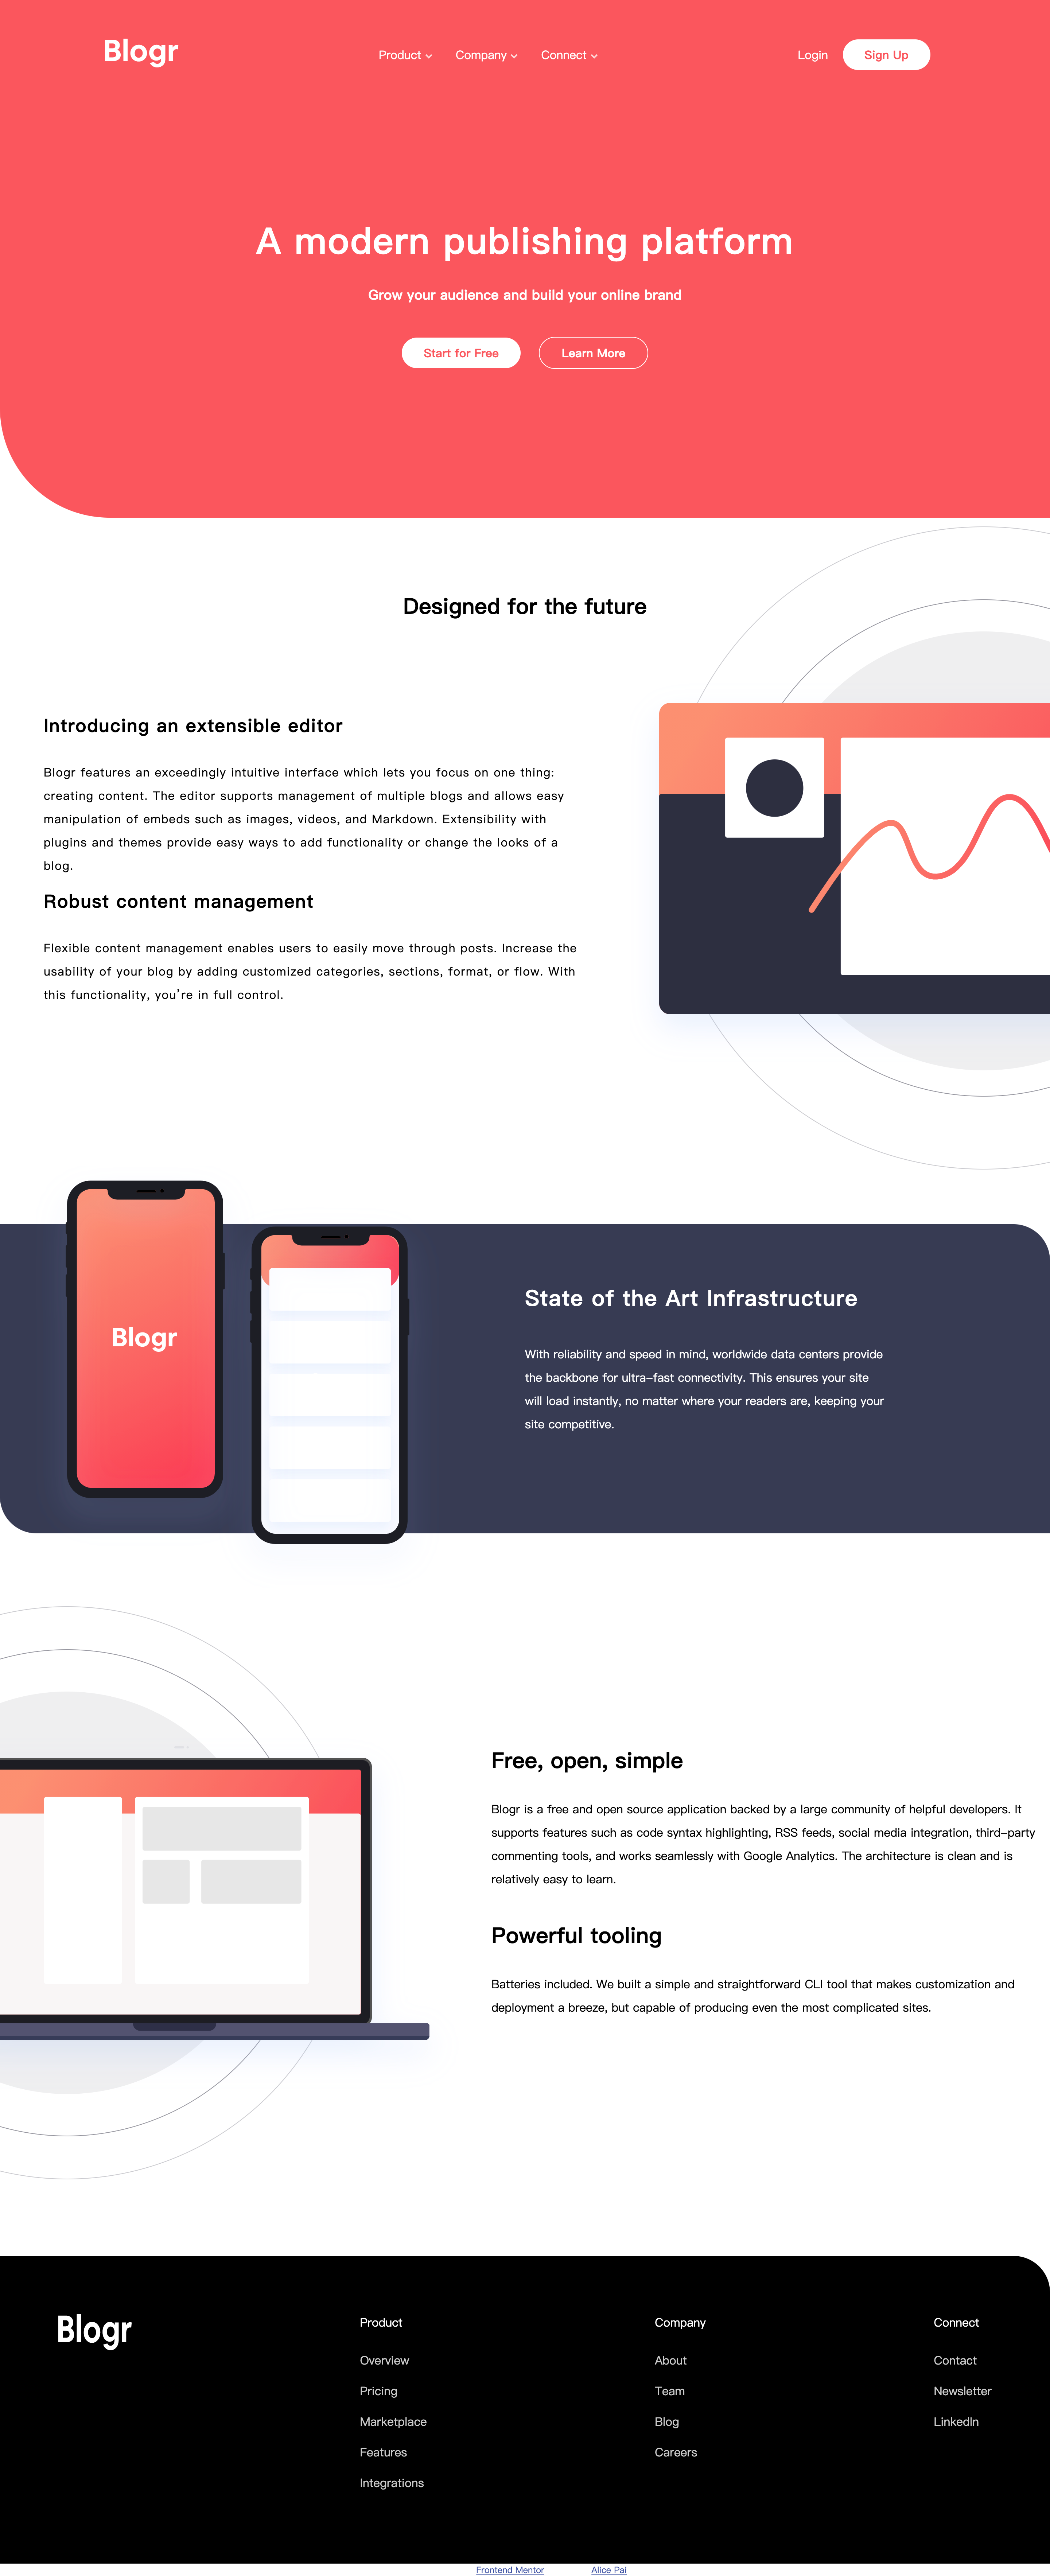 Blogr
Product
Company
Connect
Login
Sign Up
A modern publishing platform
Grow your audience and build your online brand
Start for Free
Learn More
Designed for the future
Introducing an extensible editor
Blogr features an exceedingly intuitive interface which lets you focus on one thing:
creating content. The editor supports management of multiple blogs and allows easy
manipulation of embeds such as images, videos, and Markdown. Extensibility with
plugins and themes provide easy ways to add functionality or change the looks of a
blog.
Robust content management
Flexible content management enables users to easily move through posts. Increase the
usability of your blog by adding customized categories, sections, format, or flow. With
this functionality, you’re in full control.
Blogr
State of the Art Infrastructure
With reliability and speed in mind, worldwide data centers provide
the backbone for ultra-fast connectivity. This ensures your site
will load instantly, no matter where your readers are, keeping your
site competitive.
Free, open, simple
Blogr is a free and open source application backed by a large community of helpful developers. It
supports features such as code syntax highlighting, RSS feeds, social media integration, third-party
commenting tools, and works seamlessly with Google Analytics. The architecture is clean and is
relatively easy to learn.
Powerful tooling
Batteries included. We built a simple and straightforward CLI tool that makes customization and
deployment a breeze, but capable of producing even the most complicated sites.
Blogr
Product
Overview
Pricing
Marketplace
Features
Integrations
Company
About
Team
Blog
Careers
Connect
Contact
Newsletter
LinkedIn
Frontend Mentor
Alice Pai